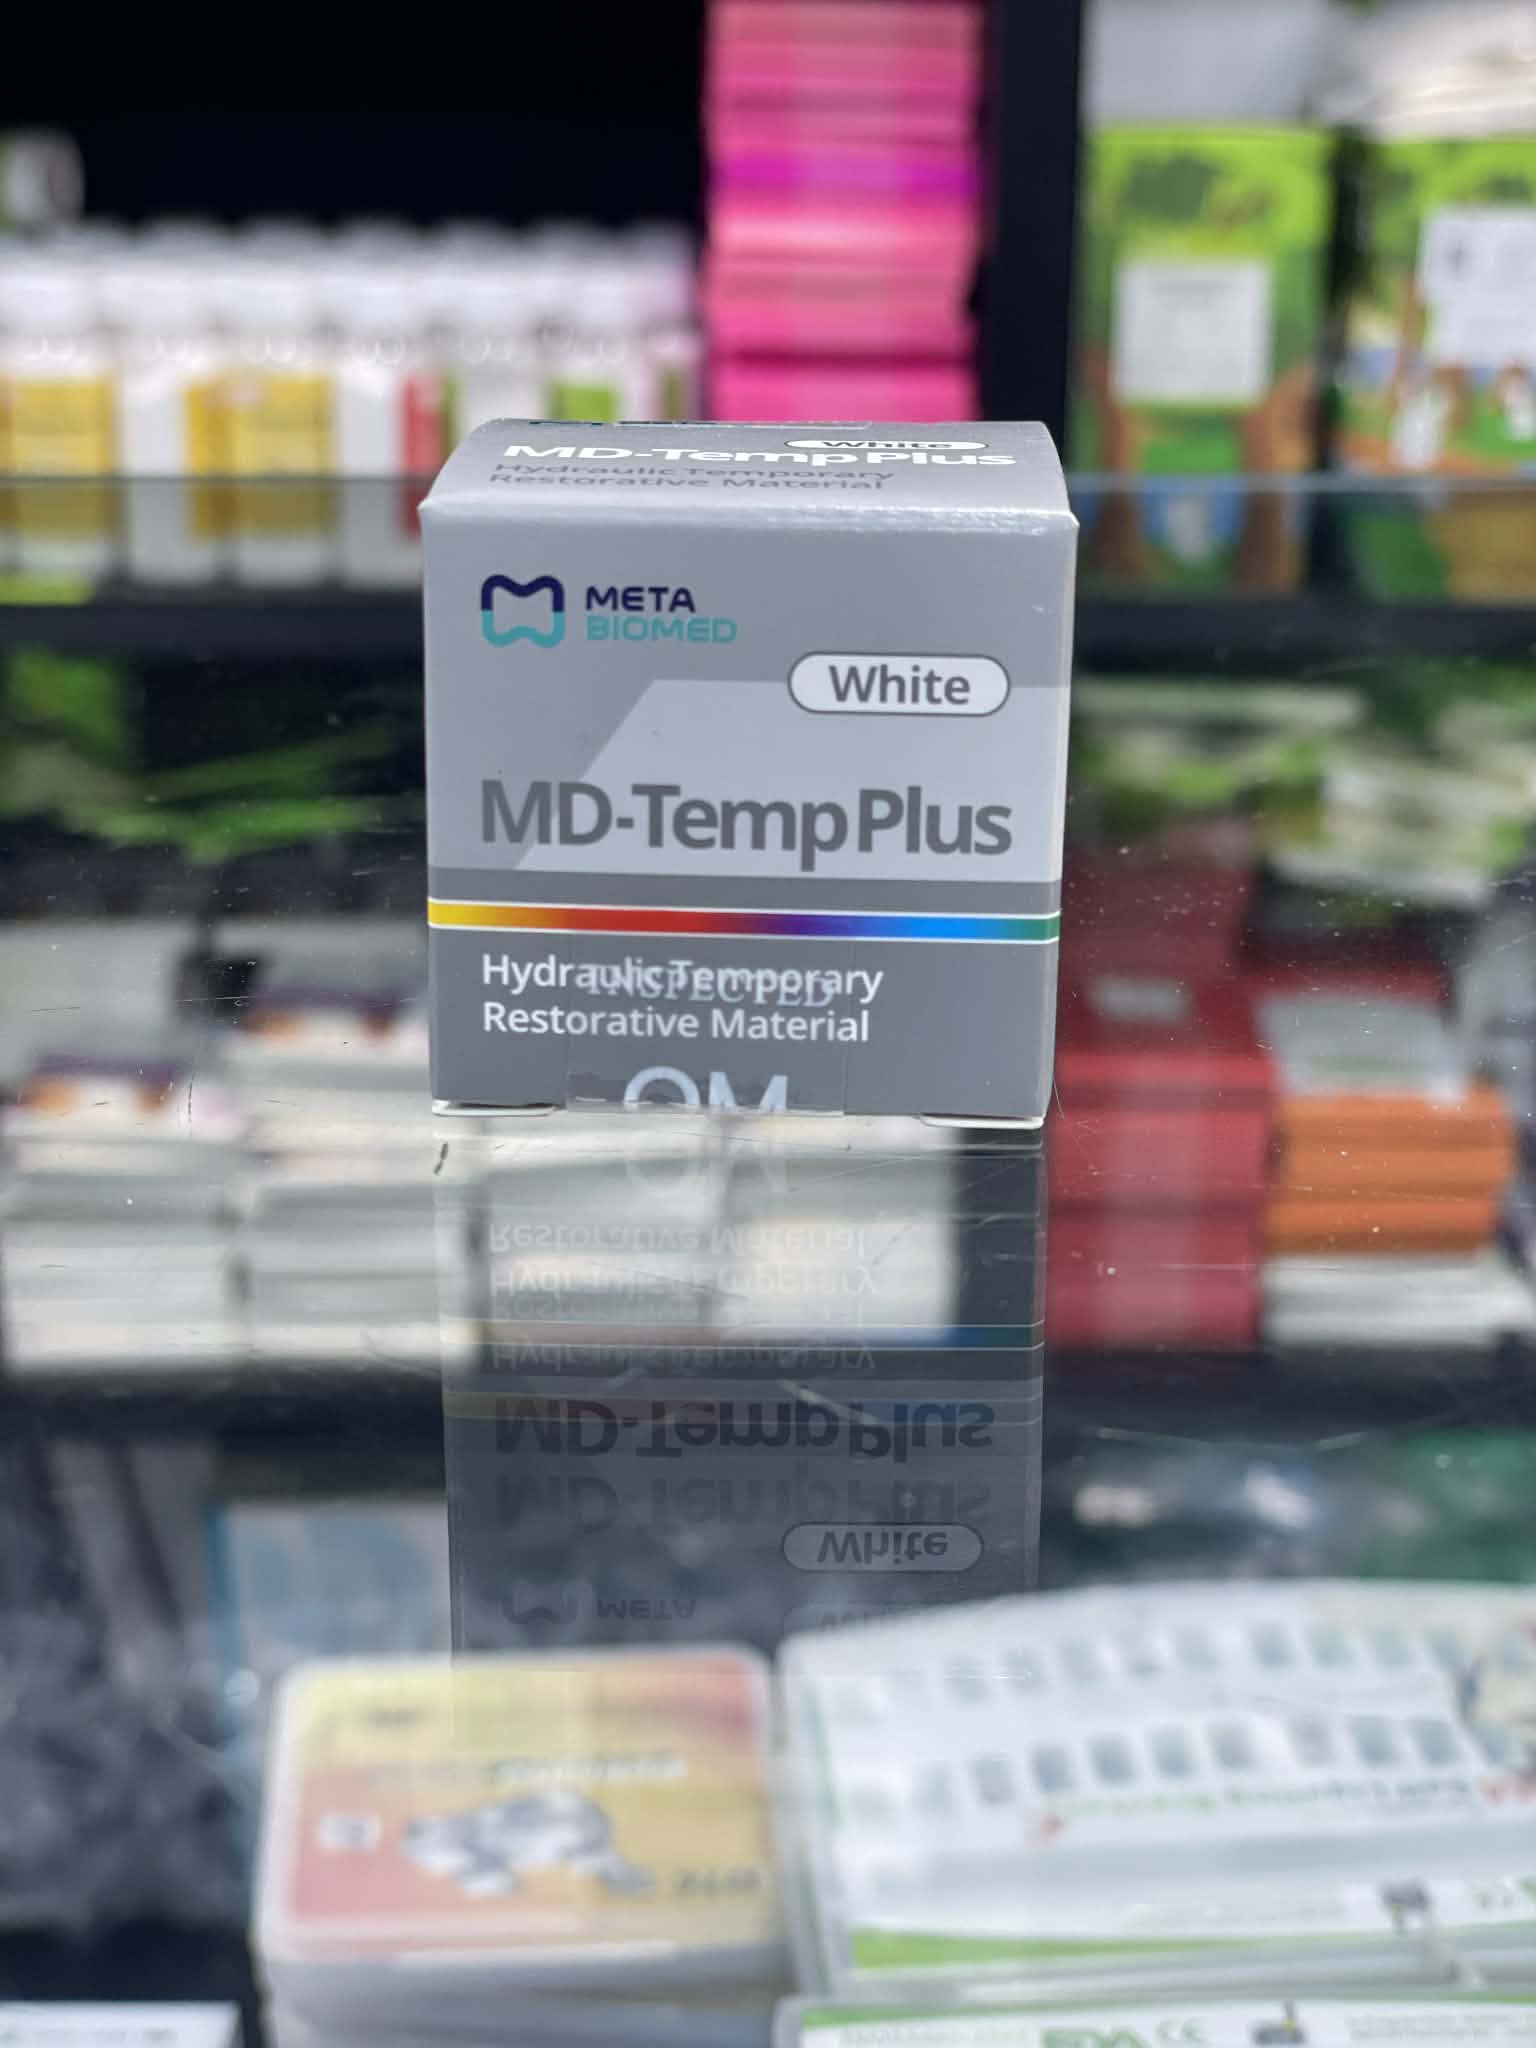 White
MD-Temp Plus
Hydraulic Temporary
Restorative Material
META
BIOMED
White
MD-Temp Plus
Hydraulic Temporary
INSPECTED
Restorative Material
QM